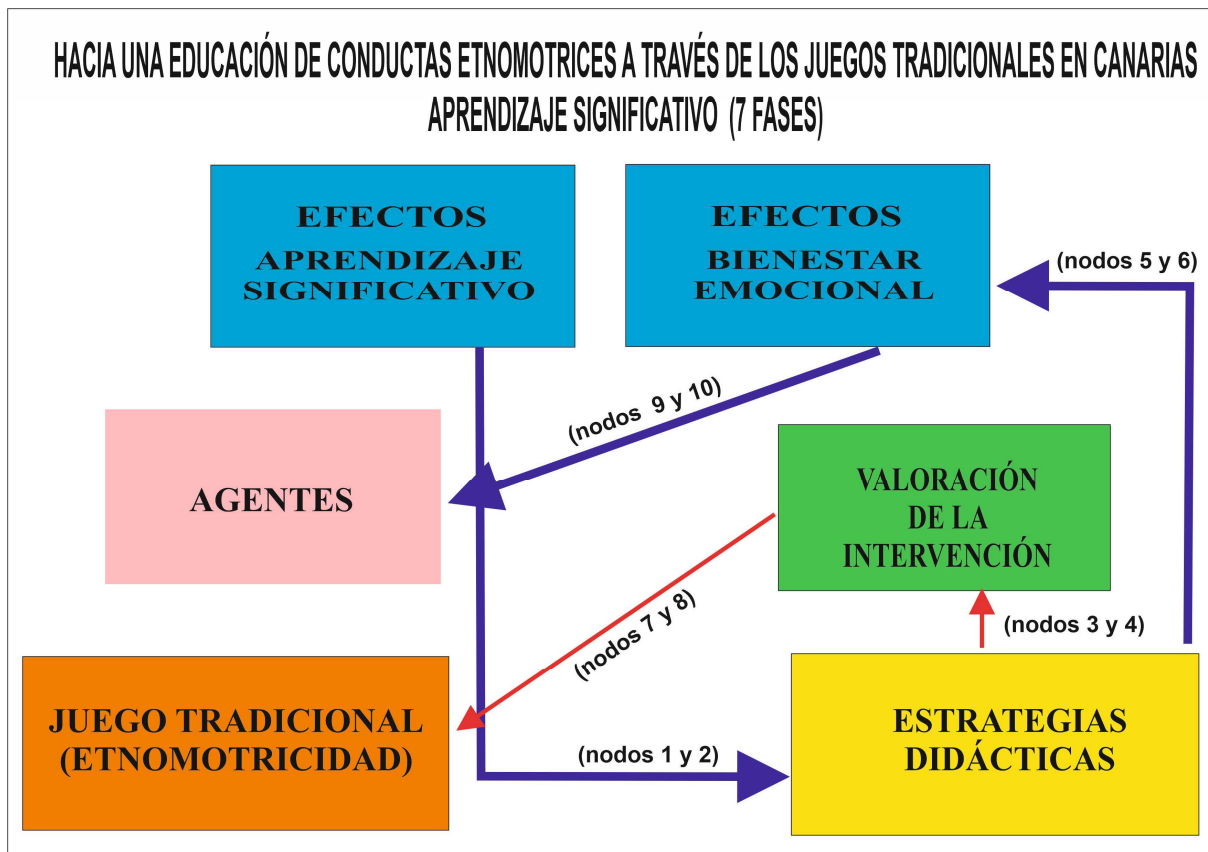 HACIA UNA EDUCACIÓN DE CONDUCTAS ETNOMOTRICES A TRAVÉS DE LOS JUEGOS TRADICIONALES EN CANARIAS
APRENDIZAJE SIGNIFICATIVO (7 FASES)
EFECTOS
APRENDIZAJE
SIGNIFICATIVO
EFECTOS
BIENESTAR
EMOCIONAL
(nodos 5 y 6)
(nodos 9 y 10)
AGENTES
VALORACIÓN
DE LA
INTERVENCIÓN
(nodos 7 y 8)
(nodos 3 y 4)
JUEGO TRADICIONAL
(ETNOMOTRICIDAD)
(nodos 1 y 2)
ESTRATEGIAS
DIDÁCTICAS